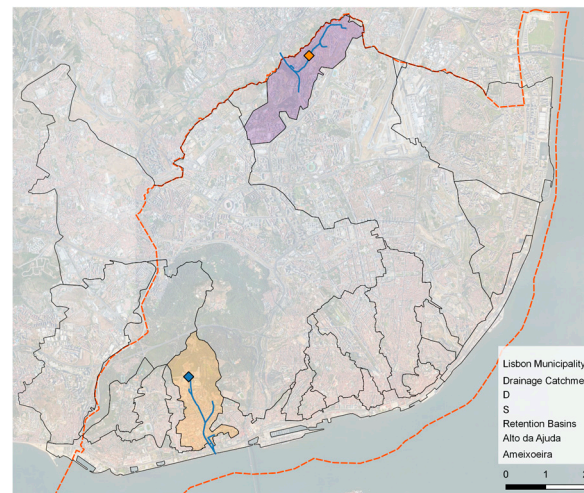 Lisbon Municipality
Drainage Catchme
D
S
Retention Basins
Alto da Ajuda
Ameixoeira
0 1